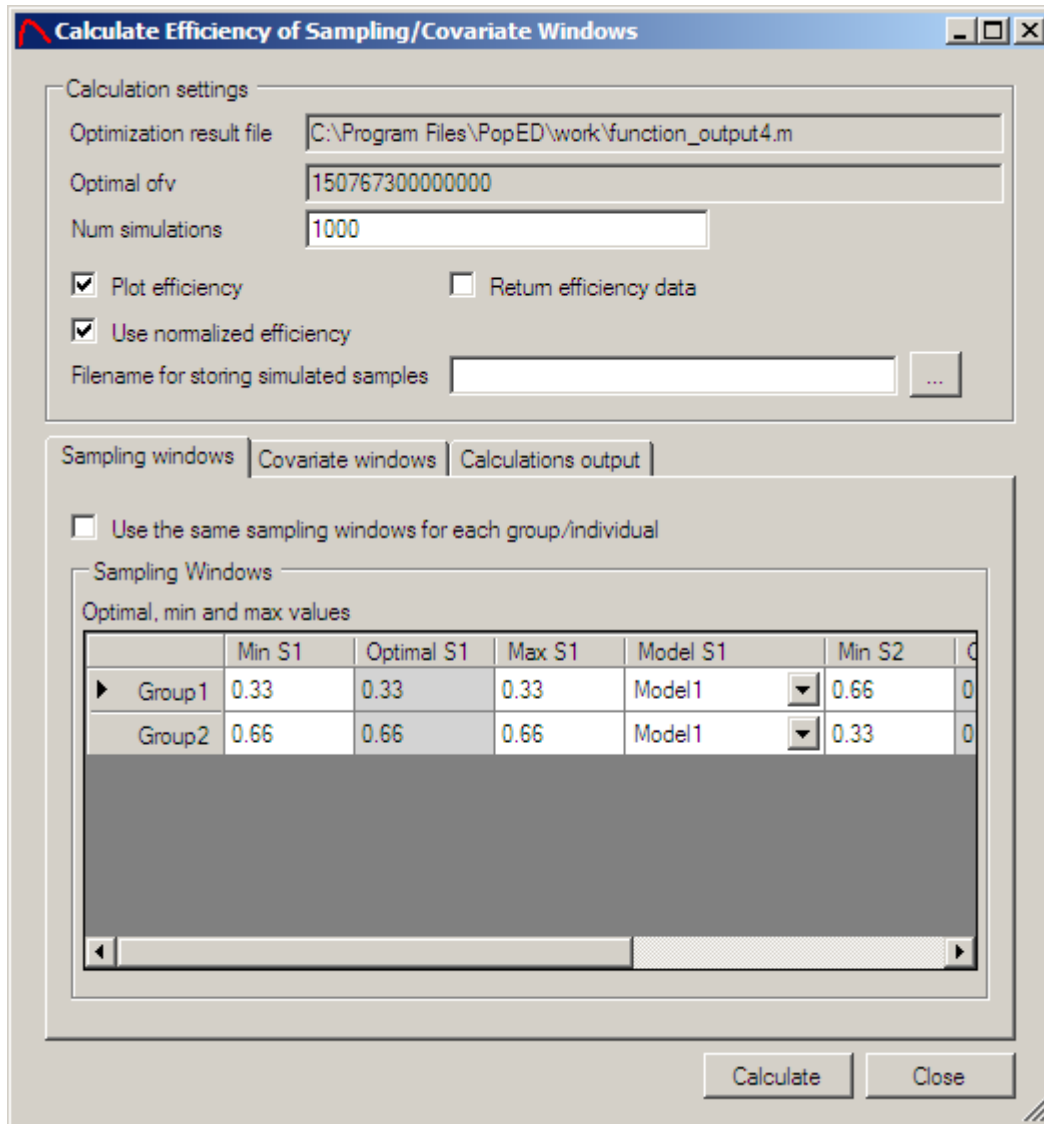 Calculate Efficiency of Sampling/Covariate Windows
Calculation settings
Optimization result file C:\Program Files\PopED\work\function_output4.m
Optimal ofv 150767300000000
Num simulations 1000
Plot efficiency Return efficiency data
Use normalized efficiency
Filename for storing simulated samples ...
Sampling windows Covariate windows Calculations output
Use the same sampling windows for each group/individual
Sampling Windows
Optimal, min and max values
Min S1 Optimal S1 Max S1 Model S1 Min S2
Group1 0.33 0.33 0.33 Model1 0.66 0
Group2 0.66 0.66 0.66 Model1 0.33 0
Calculate Close